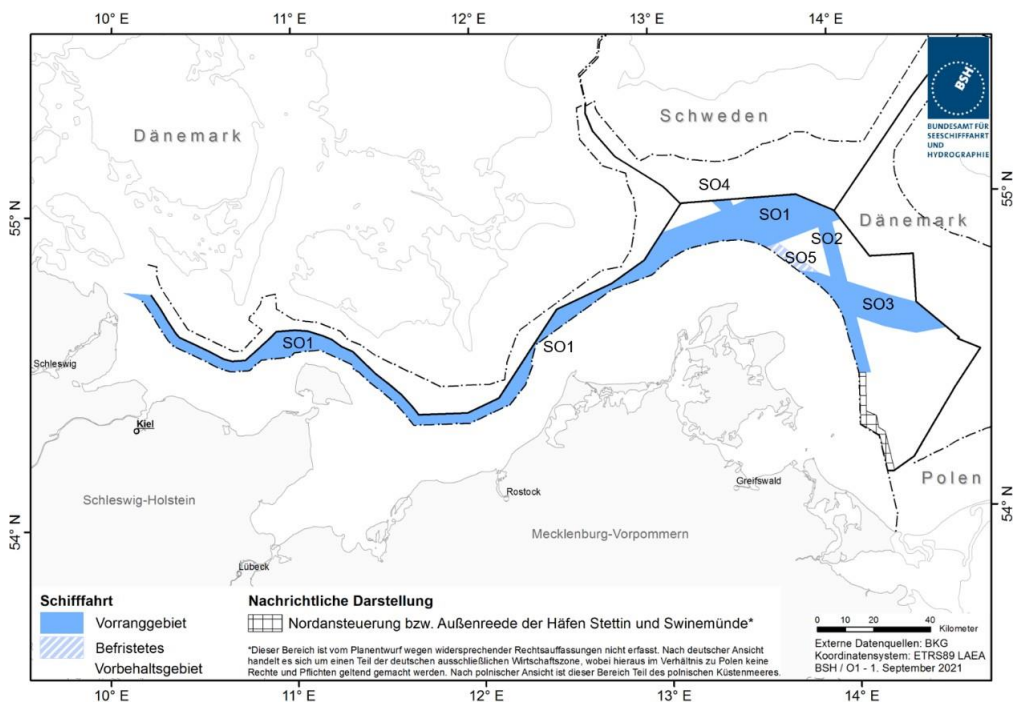 10° E 11° E 12° E 13° E 14° E
BSH
BUNDESAMT FÜR
SEESCHIFFFAHRT
UND
HYDROGRAPHIE
Schweden
Dänemark
55° N
55° N
SO4
SO1
Dänemark
SO2
SO5
SO3
SO1
SO1
Schleswig
Kiel
Polen
Greifswald
Schleswig-Holstein
Rostock
54° N
54° N
Mecklenburg-Vorpommern
Lübeck
Schifffahrt
Vorranggebiet
Befristetes
Vorbehaltsgebiet
Nachrichtliche Darstellung
Nordansteuerung bzw. Außenreede der Häfen Stettin und Swinemünde*
*Dieser Bereich ist vom Planentwurf wegen widersprechender Rechtsauffassungen nicht erfasst. Nach deutscher Ansicht
handelt es sich um einen Teil der deutschen ausschließlichen Wirtschaftszone, wobei hieraus im Verhältnis zu Polen keine
Rechte und Pflichten geltend gemacht werden. Nach polnischer Ansicht ist dieser Bereich Teil des polnischen Küstenmeeres.
0 10 20 40
Kilometer
Externe Datenquellen: BKG
Koordinatensystem: ETRS89 LAEA
BSH / O1 - 1. September 2021
10° E 11° E 12° E 13° E 14° E